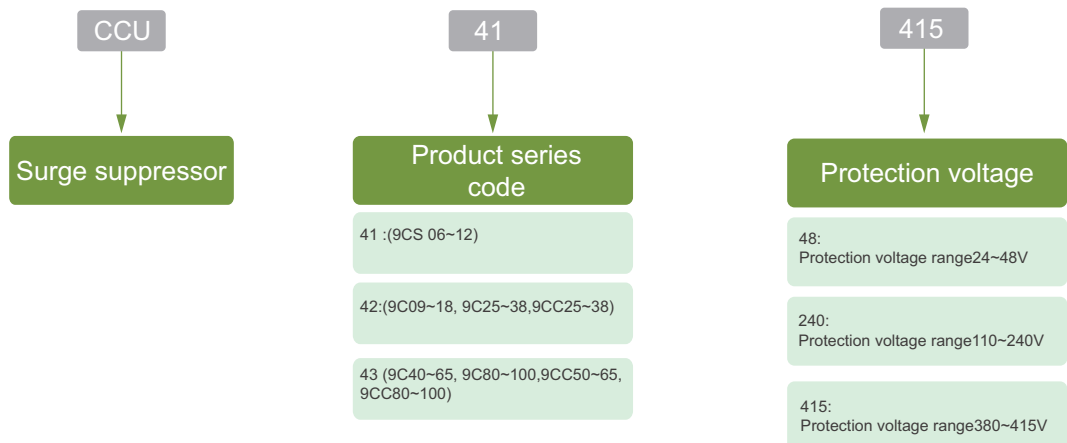 CCU
41
415
Surge suppressor
Product series
code
Protection voltage
41 :(9CS 06~12)
42:(9C09~18, 9C25~38,9CC25~38)
43 (9C40~65, 9C80~100,9CC50~65,
9CC80~100)
48:
Protection voltage range24~48V
240:
Protection voltage range110~240V
415:
Protection voltage range380~415V